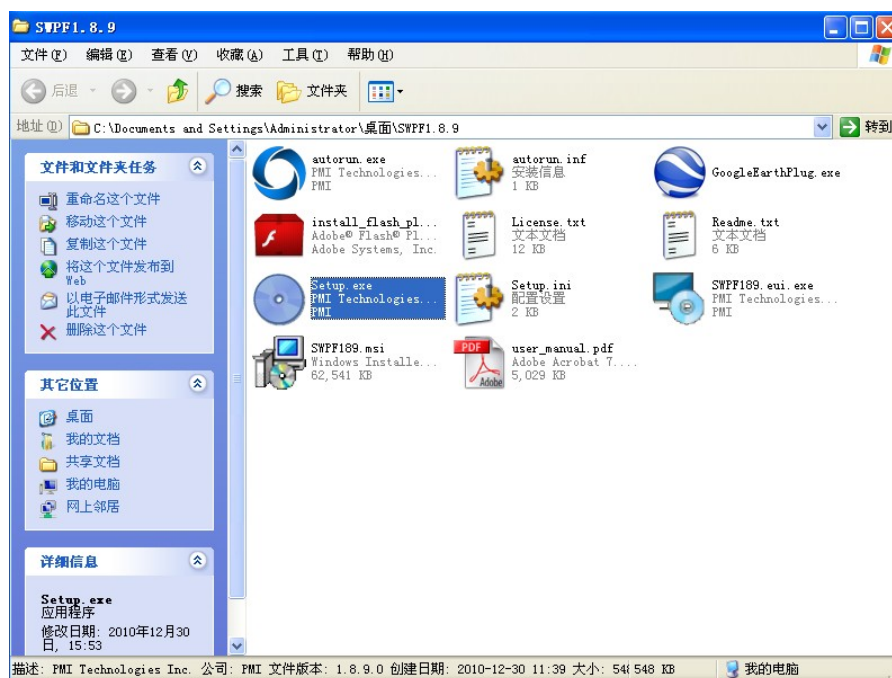 SWPF1.8.9
文件(F) 编辑(E) 查看(V) 收藏(A) 工具(T) 帮助(H)
后退 搜索 文件夹
地址(D) C:\Documents and Settings\Administrator\桌面\SWPF1.8.9 转到
文件和文件夹任务
重命名这个文件
移动这个文件
复制这个文件
将这个文件发布到
Web
以电子邮件形式发送
此文件
删除这个文件
其它位置
桌面
我的文档
共享文档
我的电脑
网上邻居
详细信息
Setup.exe
应用程序
修改日期: 2010年12月30
日, 15:53
autorun.exe
PMI Technologies...
PMI
autorun.inf
安装信息
1 KB
GoogleEarthPlug.exe
install_flash_pl...
Adobe® Flash® Pl...
Adobe Systems, Inc.
License.txt
文本文档
12 KB
Readme.txt
文本文档
6 KB
Setup.exe
PMI Technologies...
PMI
Setup.ini
配置设置
2 KB
SWPF189.eui.exe
PMI Technologies...
PMI
SWPF189.msi
Windows Installe...
62,541 KB
PDF
Adobe
user_manual.pdf
Adobe Acrobat 7....
5,029 KB
描述: PMI Technologies Inc. 公司: PMI 文件版本: 1.8.9.0 创建日期: 2010-12-30 11:39 大小: 548 KB 我的电脑